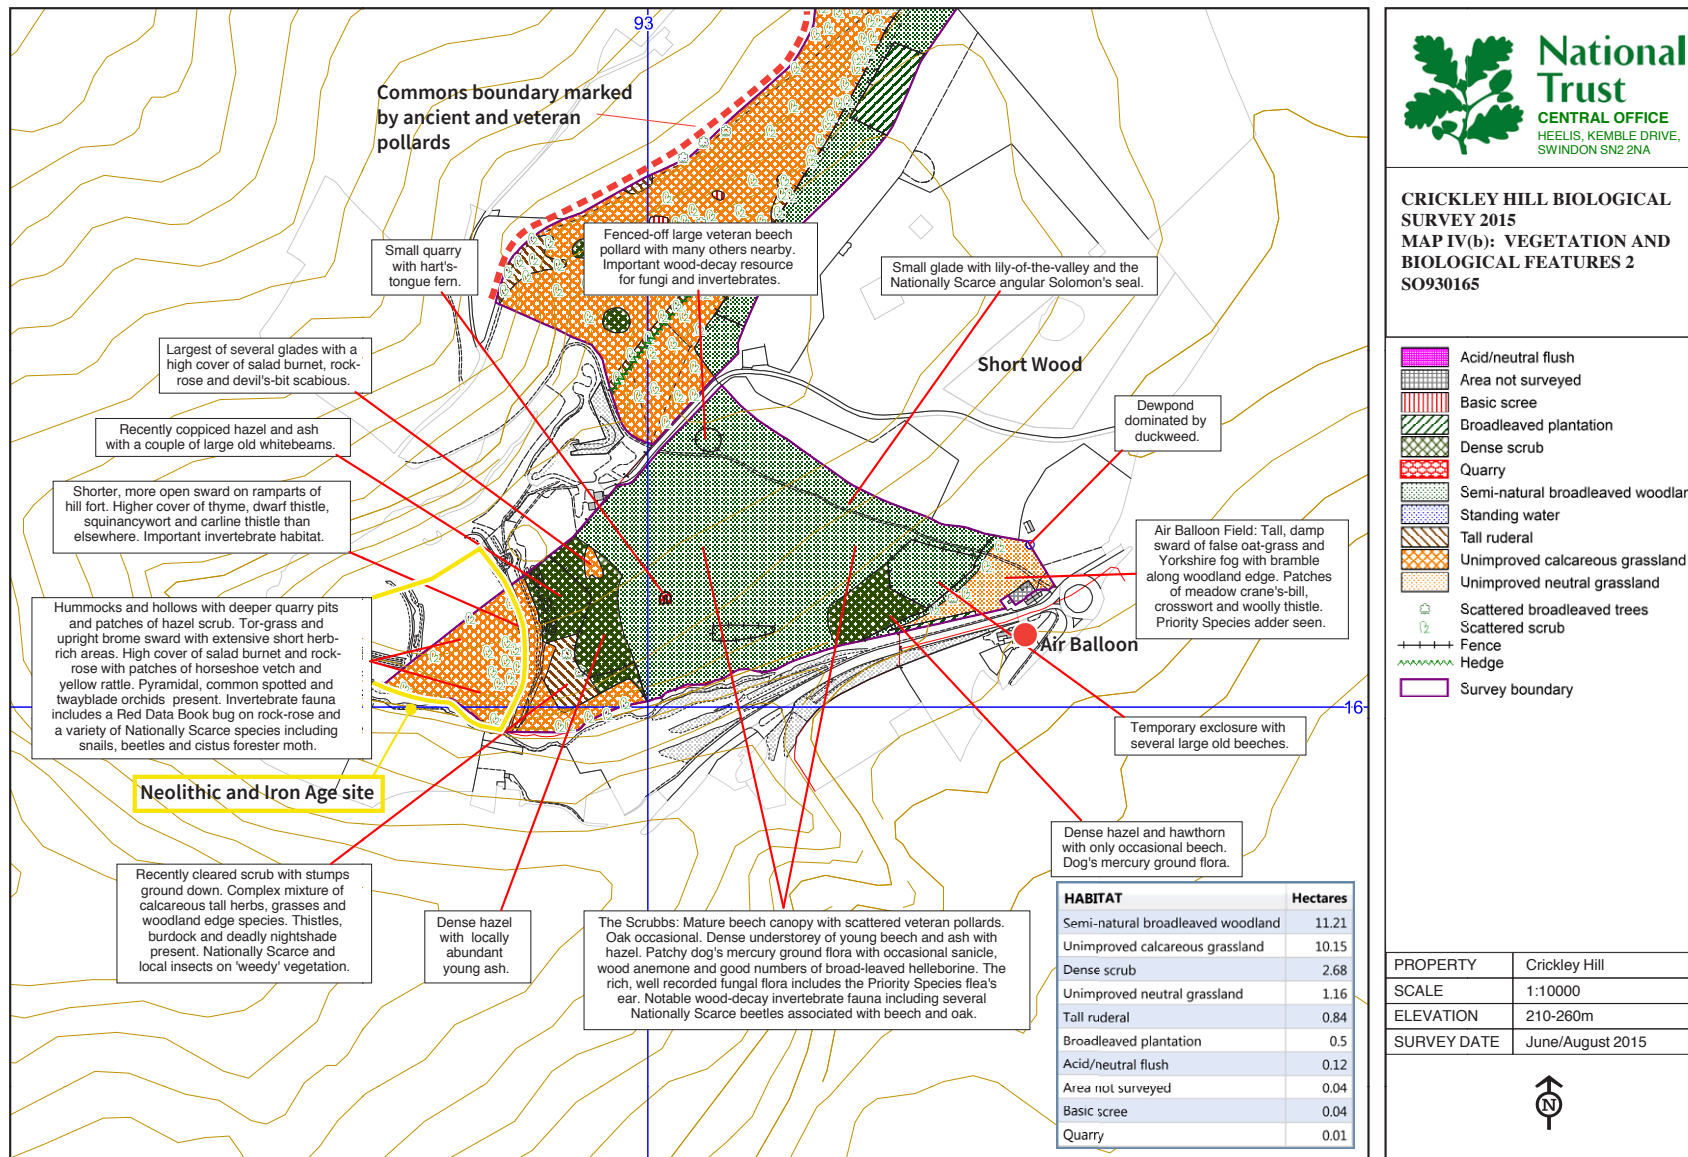 93
Commons boundary marked
by ancient and veteran
pollards
Small quarry
with hart's-
tongue fern.
Fenced-off large veteran beech
pollard with many others nearby.
Important wood-decay resource
for fungi and invertebrates.
Small glade with lily-of-the-valley and the
Nationally Scarce angular Solomon's seal.
Largest of several glades with a
high cover of salad burnet, rock-
rose and devil's-bit scabious.
Short Wood
Recently coppiced hazel and ash
with a couple of large old whitebeams.
Dewpond
dominated by
duckweed.
Shorter, more open sward on ramparts of
hill fort. Higher cover of thyme, dwarf thistle,
squinancywort and carline thistle than
elsewhere. Important invertebrate habitat.
Air Balloon Field: Tall, damp
sward of false oat-grass and
Yorkshire fog with bramble
along woodland edge. Patches
of meadow crane's-bill,
crosswort and woolly thistle.
Priority Species adder seen.
Hummocks and hollows with deeper quarry pits
and patches of hazel scrub. Tor-grass and
upright brome sward with extensive short herb-
rich areas. High cover of salad burnet and rock-
rose with patches of horseshoe vetch and
yellow rattle. Pyramidal, common spotted and
twayblade orchids present. Invertebrate fauna
includes a Red Data Book bug on rock-rose and
a variety of Nationally Scarce species including
snails, beetles and cistus forester moth.
Air Balloon
16
Temporary exclosure with
several large old beeches.
Neolithic and Iron Age site
Dense hazel and hawthorn
with only occasional beech.
Dog's mercury ground flora.
Recently cleared scrub with stumps
ground down. Complex mixture of
calcareous tall herbs, grasses and
woodland edge species. Thistles,
burdock and deadly nightshade
present. Nationally Scarce and
local insects on 'weedy' vegetation.
Dense hazel
with locally
abundant
young ash.
The Scrubbs: Mature beech canopy with scattered veteran pollards.
Oak occasional. Dense understorey of young beech and ash with
hazel. Patchy dog's mercury ground flora with occasional sanicle,
wood anemone and good numbers of broad-leaved helleborine. The
rich, well recorded fungal flora includes the Priority Species flea's
ear. Notable wood-decay invertebrate fauna including several
Nationally Scarce beetles associated with beech and oak.
HABITAT Hectares
Semi-natural broadleaved woodland 11.21
Unimproved calcareous grassland 10.15
Dense scrub 2.68
Unimproved neutral grassland 1.16
Tall ruderal 0.84
Broadleaved plantation 0.5
Acid/neutral flush 0.12
Area not surveyed 0.04
Basic scree 0.04
Quarry 0.01
National
Trust
CENTRAL OFFICE
HEELIS, KEMBLE DRIVE,
SWINDON SN2 2NA
CRICKLEY HILL BIOLOGICAL
SURVEY 2015
MAP IV(b): VEGETATION AND
BIOLOGICAL FEATURES 2
SO930165
Acid/neutral flush
Area not surveyed
Basic scree
Broadleaved plantation
Dense scrub
Quarry
Semi-natural broadleaved woodlan
Standing water
Tall ruderal
Unimproved calcareous grassland
Unimproved neutral grassland
Scattered broadleaved trees
Scattered scrub
Fence
Hedge
Survey boundary
PROPERTY Crickley Hill
SCALE 1:10000
ELEVATION 210-260m
SURVEY DATE June/August 2015
N